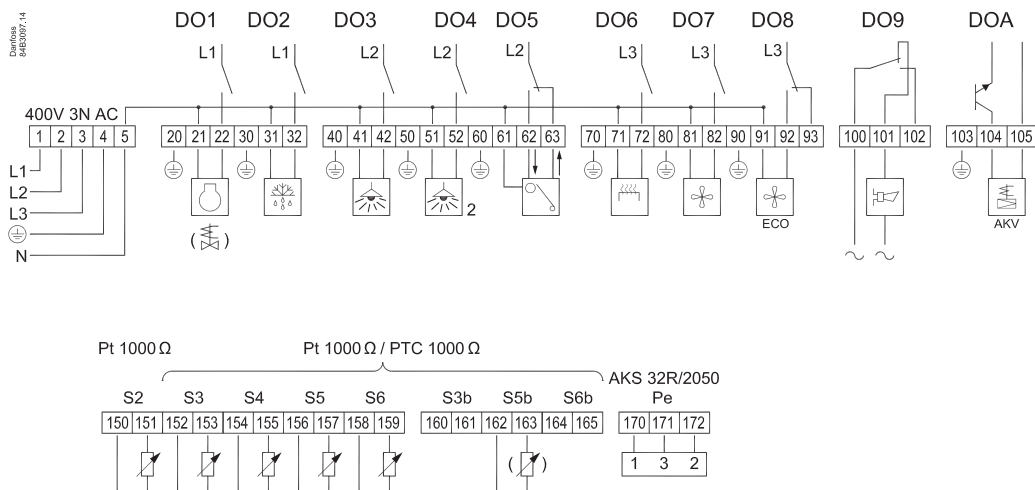 Danfoss
84B3097.14
DO1 DO2 DO3 DO4 DO5 DO6 DO7 DO8 DO9 DOA
L1 L1 L2 L2 L2 L3 L3 L3
400V 3N AC
1 2 3 4 5 20 21 22 30 31 32 40 41 42 50 51 52 60 61 62 63 70 71 72 80 81 82 90 91 92 93 100 101 102 103 104 105
L1
L2
L3
N
2
( )
ECO
AKV
Pt 1000 Ω Pt 1000 Ω / PTC 1000 Ω
AKS 32R/2050
S2 S3 S4 S5 S6 S3b S5b S6b Pe
150 151 152 153 154 155 156 157 158 159 160 161 162 163 164 165 170 171 172
( )
1 3 2